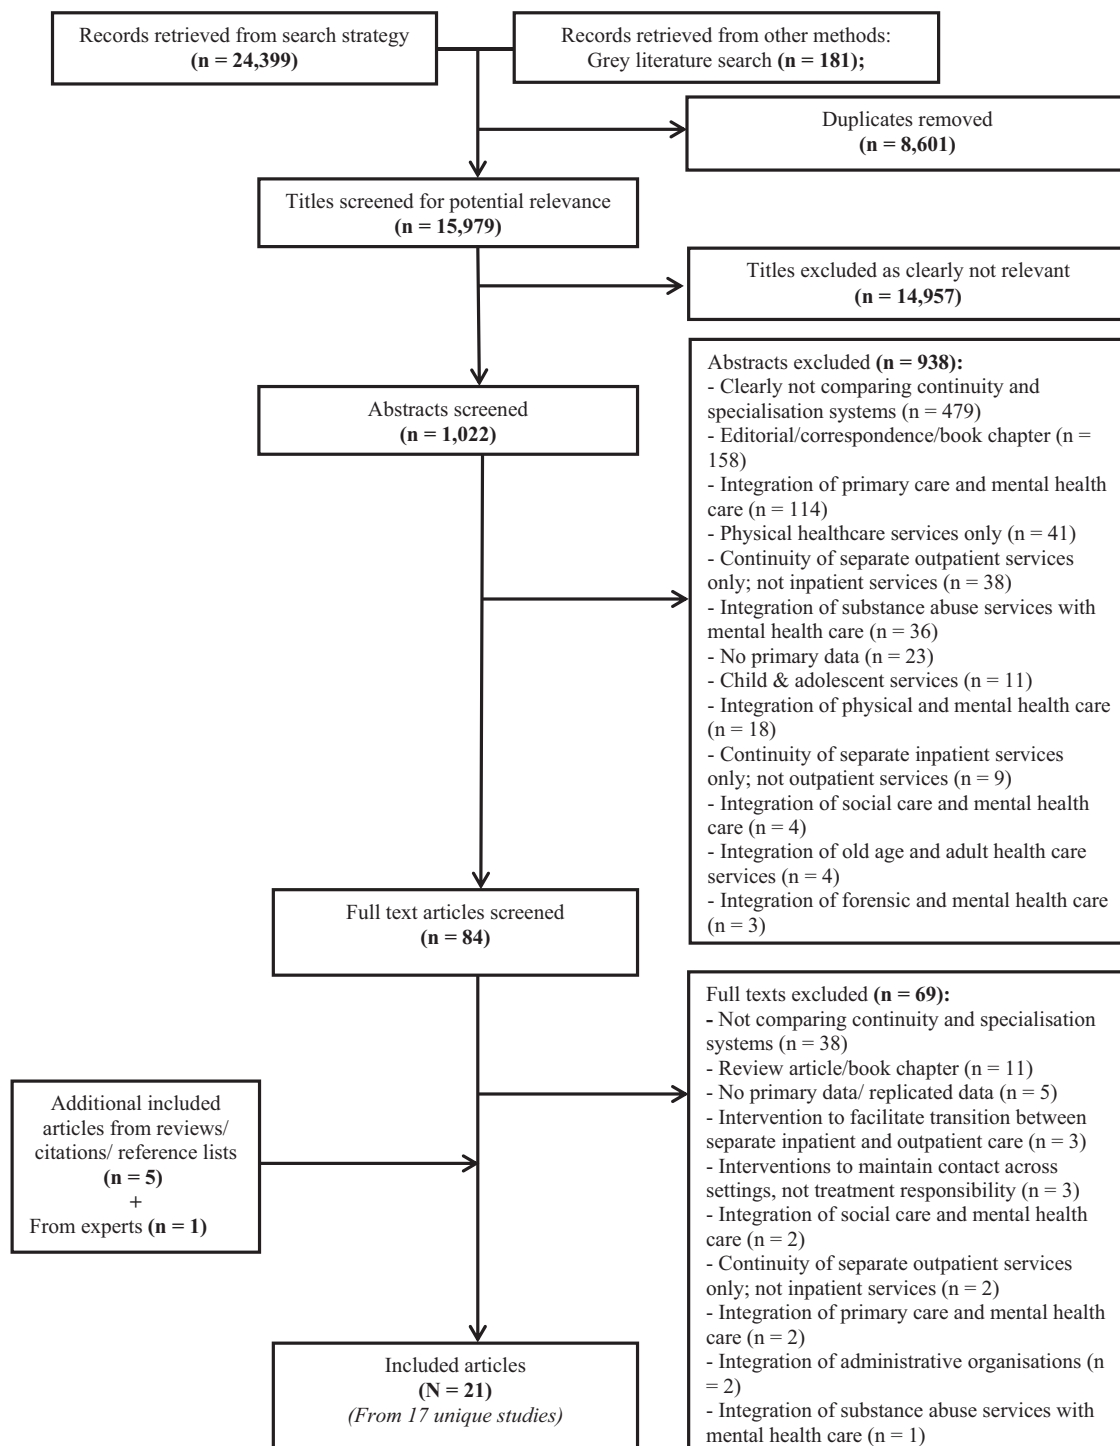 Records retrieved from search strategy
(n = 24,399)
Records retrieved from other methods:
Grey literature search (n = 181);
Duplicates removed
(n = 8,601)
Titles screened for potential relevance
(n = 15,979)
Titles excluded as clearly not relevant
(n = 14,957)
Abstracts screened
(n = 1,022)
Abstracts excluded (n = 938):
- Clearly not comparing continuity and
specialisation systems (n = 479)
- Editorial/correspondence/book chapter (n =
158)
- Integration of primary care and mental health
care (n = 114)
- Physical healthcare services only (n = 41)
- Continuity of separate outpatient services
only; not inpatient services (n = 38)
- Integration of substance abuse services with
mental health care (n = 36)
- No primary data (n = 23)
- Child & adolescent services (n = 11)
- Integration of physical and mental health care
(n = 18)
- Continuity of separate inpatient services
only; not outpatient services (n = 9)
- Integration of social care and mental health
care (n = 4)
- Integration of old age and adult health care
services (n = 4)
- Integration of forensic and mental health care
(n = 3)
Full text articles screened
(n = 84)
Full texts excluded (n = 69):
- Not comparing continuity and specialisation
systems (n = 38)
- Review article/book chapter (n = 11)
- No primary data/ replicated data (n = 5)
- Intervention to facilitate transition between
separate inpatient and outpatient care (n = 3)
- Interventions to maintain contact across
settings, not treatment responsibility (n = 3)
- Integration of social care and mental health
care (n = 2)
- Continuity of separate outpatient services
only; not inpatient services (n = 2)
- Integration of primary care and mental health
care (n = 2)
- Integration of administrative organisations (n
= 2)
- Integration of substance abuse services with
mental health care (n = 1)
Additional included
articles from reviews/
citations/ reference lists
(n = 5)
+
From experts (n = 1)
Included articles
(N = 21)
(From 17 unique studies)